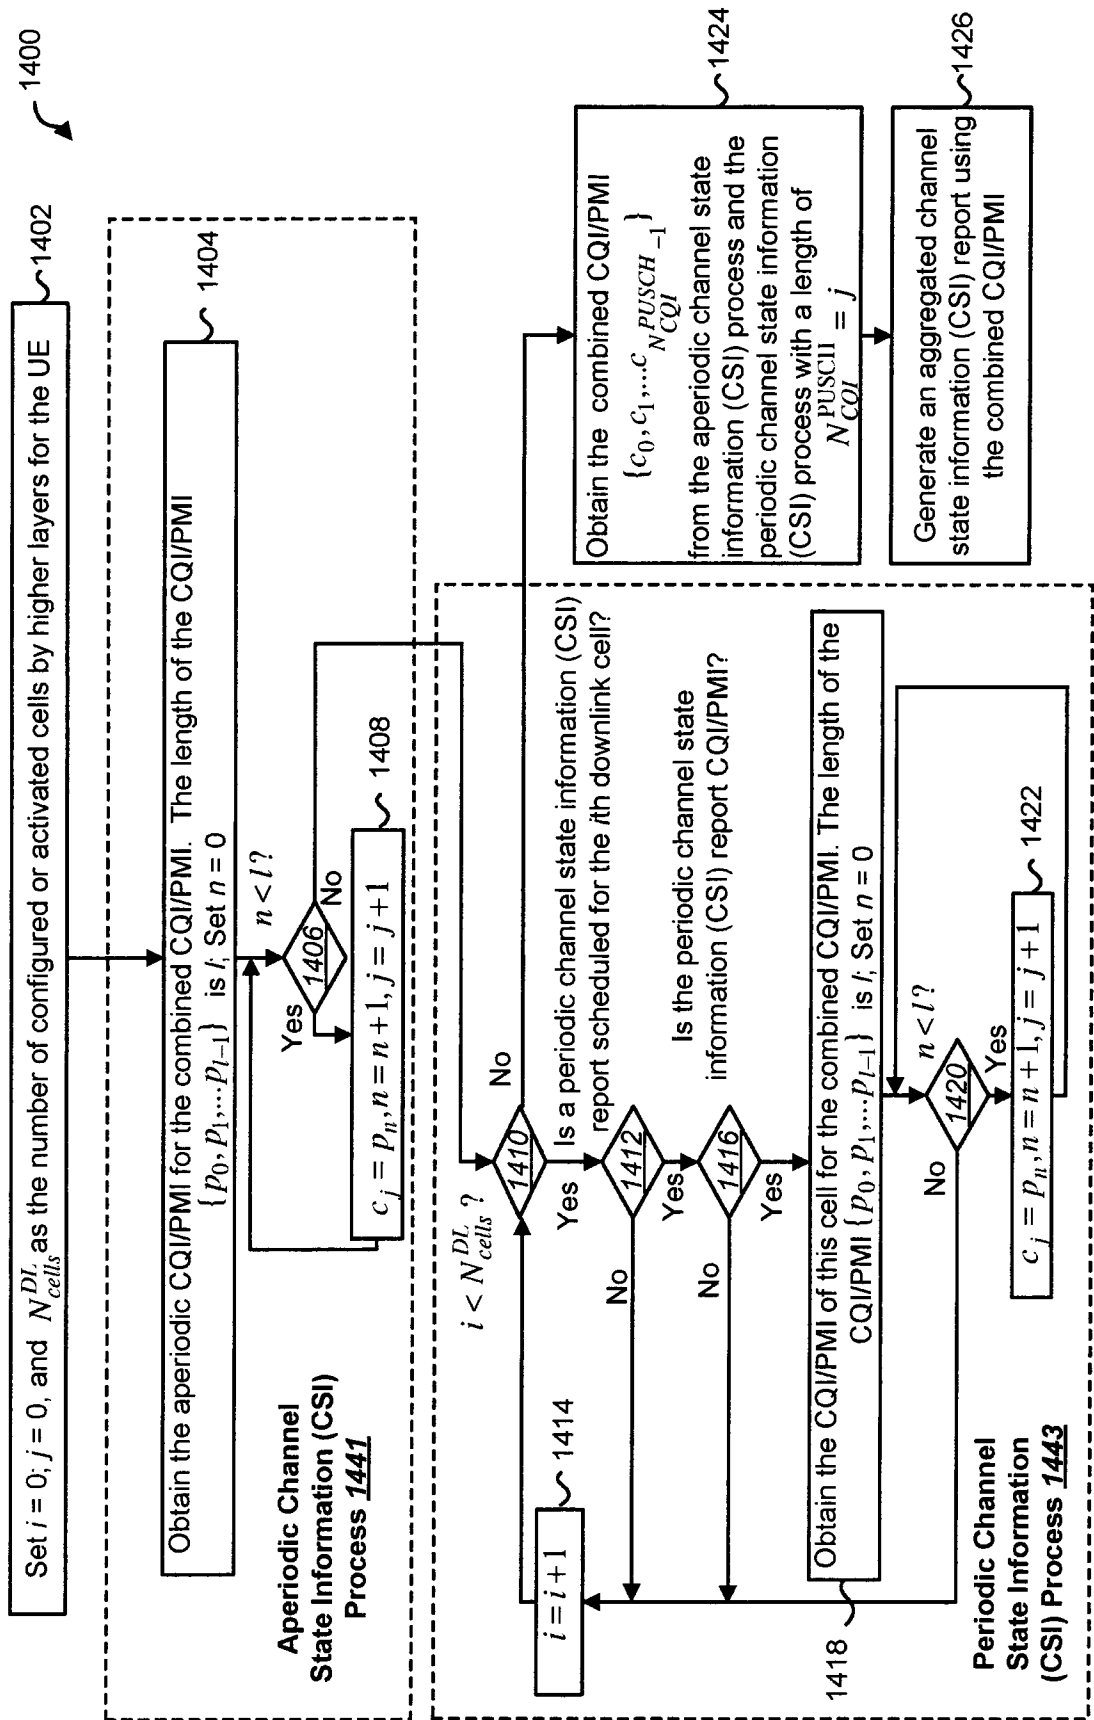 1400
Set i = 0; j = 0, and N_{cells}^{DL} as the number of configured or activated cells by higher layers for the UE
1402
1404
Obtain the aperiodic CQI/PMI for the combined CQI/PMI. The length of the CQI/PMI
{p_0, p_1,...p_{l-1}} is l; Set n = 0
n < l?
1406
Yes
No
1408
c_j = p_n, n = n+1, j = j+1
Aperiodic Channel
State Information (CSI)
Process 1441
i < N_{cells}^{DL} ?
1410
No
Yes
Is a periodic channel state information (CSI)
report scheduled for the ith downlink cell?
1412
No
Yes
1414
i = i+1
Is the periodic channel state
information (CSI) report CQI/PMI?
1416
No
Yes
Obtain the CQI/PMI of this cell for the combined CQI/PMI. The length of the
CQI/PMI {p_0, p_1,...p_{l-1}} is l; Set n = 0
1418
n < l?
1420
No
Yes
1422
c_j = p_n, n = n+1, j = j+1
Periodic Channel
State Information
(CSI) Process 1443
1424
Obtain the combined CQI/PMI
{c_0, c_1,...c_{N_{CQI}^{PUSCH}-1}}
from the aperiodic channel state
information (CSI) process and the
periodic channel state information
(CSI) process with a length of
N_{CQI}^{PUSCH} = j
1426
Generate an aggregated channel
state information (CSI) report using
the combined CQI/PMI